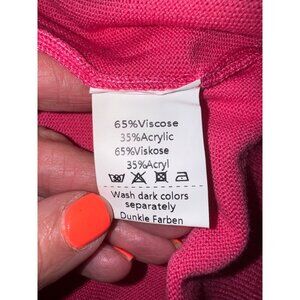 65%Viscose
35%Acrylic
65%Viskose
35%Acryl
Wash dark colors
separately
Dunkle Farben